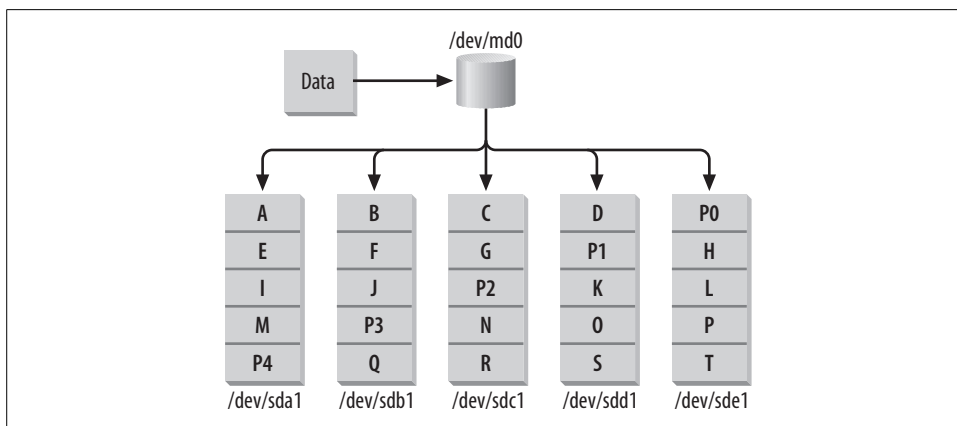 /dev/md0
Data
A B C D P0
E F G P1 H
I J P2 K L
M P3 N O P
P4 Q R S T
/dev/sda1 /dev/sdb1 /dev/sdc1 /dev/sdd1 /dev/sde1